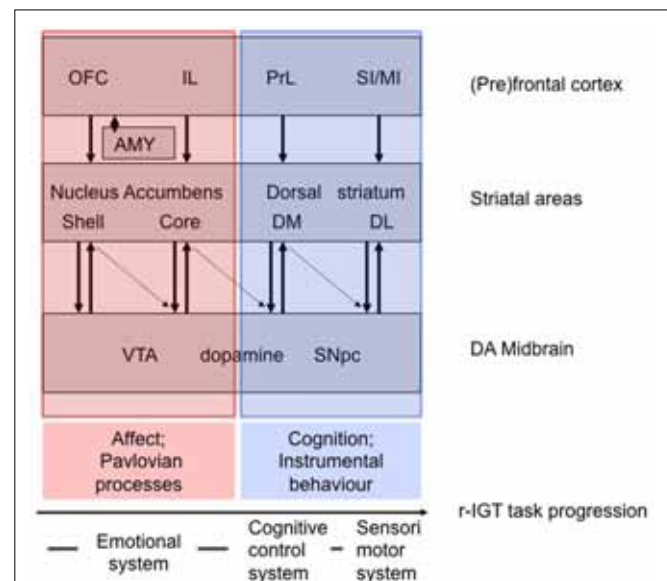 OFC IL PrL SI/MI (Pre)frontal cortex
AMY
Nucleus Accumbens Dorsal striatum Striatal areas
Shell Core DM DL
VTA dopamine SNpc DA Midbrain
Affect;
Pavlovian
processes
Cognition;
Instrumental
behaviour
r-IGT task progression
Emotional
system
Cognitive
control
system
Sensori
motor
system